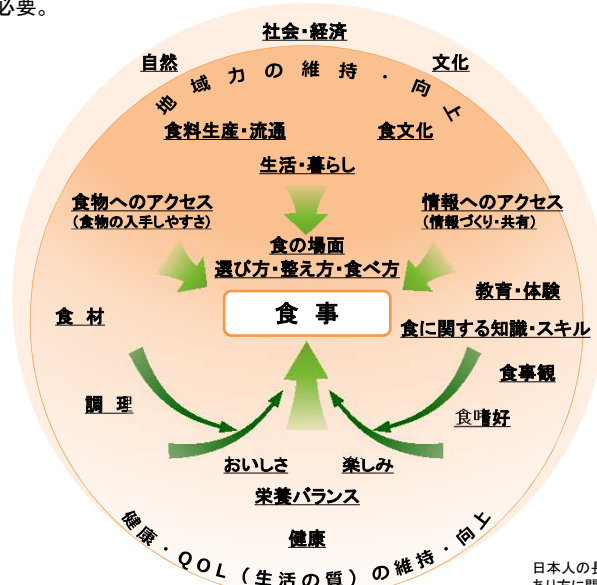 必要。
社会・経済
自然
文化
地域力の維持・向上
食料生産・流通
食文化
生活・暮らし
食物へのアクセス
（食物の入手しやすさ）
情報へのアクセス
（情報づくり・共有）
食の場面
選び方・整え方・食べ方
食事
教育・体験
食材
食に関する知識・スキル
食事観
調理
食嗜好
おいしさ
楽しみ
栄養バランス
健康
健康・QOL（生活の質）の維持・向上
日本人の長
あり方に関